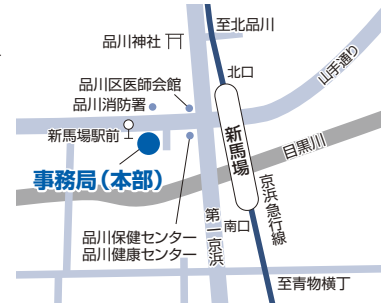 品川神社
至北品川
北口
山手通り
品川区医師会館
品川消防署
新馬場駅前
新馬場
目黒川
事務局(本部)
京浜急行線
第一京浜
南口
品川保健センター
品川健康センター
至青物横丁